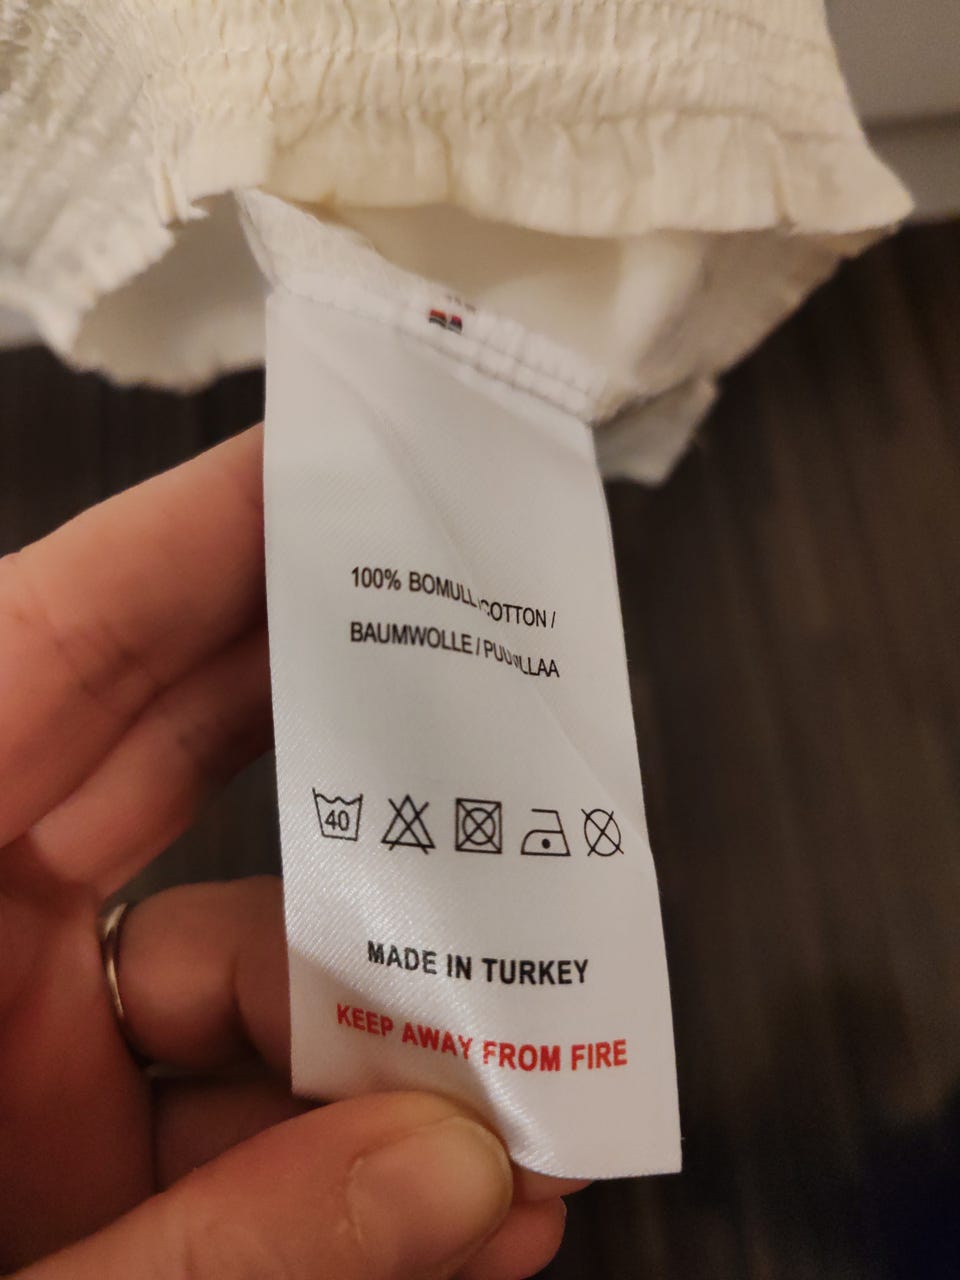 100% BOMULL/COTTON /
BAUMWOLLE / PUUVILLAA
40
MADE IN TURKEY
KEEP AWAY FROM FIRE